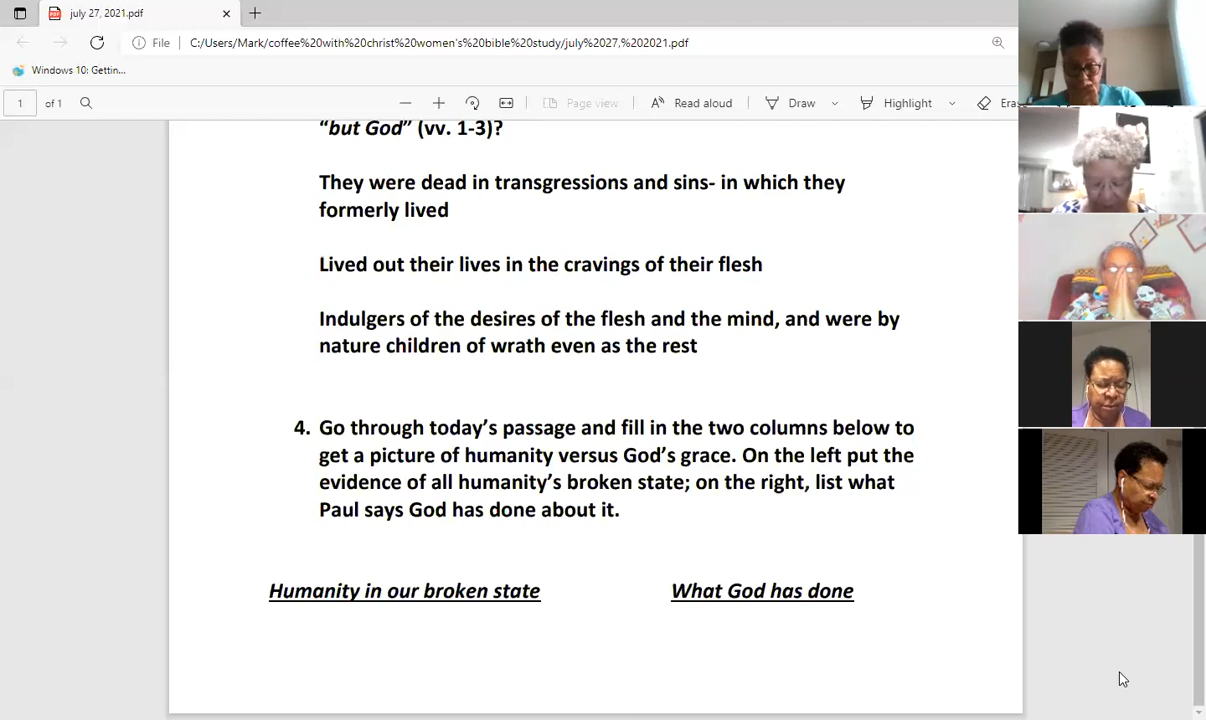 july 27, 2021.pdf
File C:/Users/Mark/coffee%20with%20christ%20women's%20bible%20study/july%2027,%202021.pdf
Windows 10: Gettin...
1 of 1 Page view Read aloud Draw Highlight Eras
"but God" (vv. 1-3)?
They were dead in transgressions and sins- in which they
formerly lived
Lived out their lives in the cravings of their flesh
Indulgers of the desires of the flesh and the mind, and were by
nature children of wrath even as the rest
4. Go through today's passage and fill in the two columns below to
get a picture of humanity versus God's grace. On the left put the
evidence of all humanity's broken state; on the right, list what
Paul says God has done about it.
Humanity in our broken state What God has done